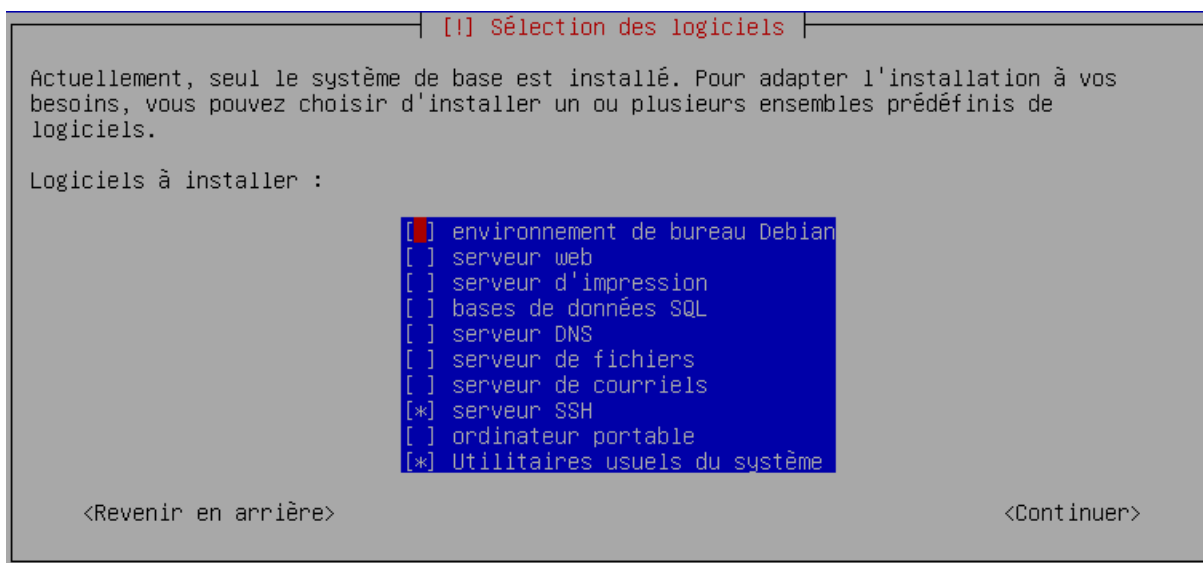 [!] Sélection des logiciels
Actuellement, seul le système de base est installé. Pour adapter l'installation à vos
besoins, vous pouvez choisir d'installer un ou plusieurs ensembles prédéfinis de
logiciels.
Logiciels à installer :
[ ] environnement de bureau Debian
[ ] serveur web
[ ] serveur d'impression
[ ] bases de données SQL
[ ] serveur DNS
[ ] serveur de fichiers
[ ] serveur de courriels
[*] serveur SSH
[ ] ordinateur portable
[*] Utilitaires usuels du système
<Revenir en arrière> <Continuer>